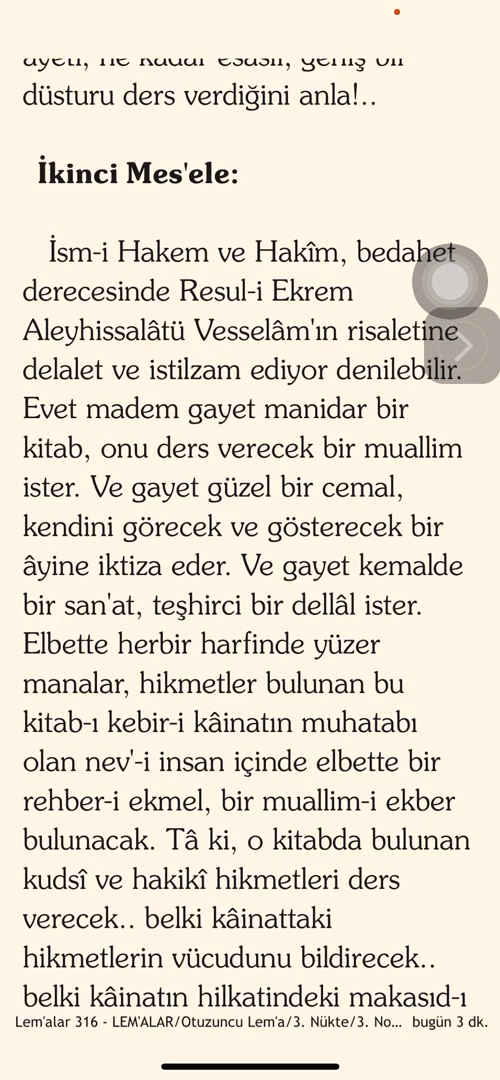 ayeti, ne kadar esaslı, geniş bir
düsturu ders verdiğini anla!..
İkinci Mes'ele:
İsm-i Hakem ve Hakîm, bedahet
derecesinde Resul-i Ekrem
Aleyhissalâtü Vesselâm'ın risaletine
delalet ve istilzam ediyor denilebilir.
Evet madem gayet manidar bir
kitab, onu ders verecek bir muallim
ister. Ve gayet güzel bir cemal,
kendini görecek ve gösterecek bir
âyine iktiza eder. Ve gayet kemalde
bir san'at, teşhirci bir dellâl ister.
Elbette herbir harfinde yüzer
manalar, hikmetler bulunan bu
kitab-ı kebir-i kâinatın muhatabı
olan nev'-i insan içinde elbette bir
rehber-i ekmel, bir muallim-i ekber
bulunacak. Tâ ki, o kitabda bulunan
kudsî ve hakikî hikmetleri ders
verecek.. belki kâinattaki
hikmetlerin vücudunu bildirecek..
belki kâinatın hilkatindeki makasıd-ı
Lem'alar 316 - LEM'ALAR/Otuzuncu Lem'a/3. Nükte/3. No... bugün 3 dk.